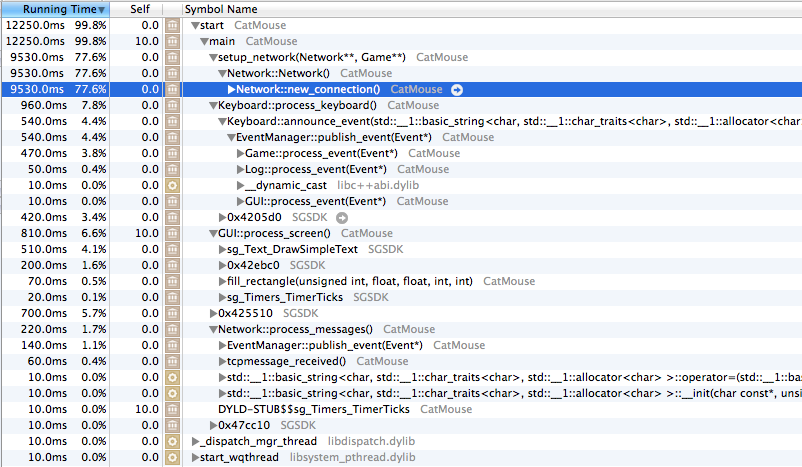 Running Time▼ Self Symbol Name
12250.0ms 99.8% 0.0 ▼start CatMouse
12250.0ms 99.8% 10.0 ▼main CatMouse
9530.0ms 77.6% 0.0 ▼setup_network(Network**, Game**) CatMouse
9530.0ms 77.6% 0.0 ▼Network::Network() CatMouse
9530.0ms 77.6% 0.0 ▶Network::new_connection() CatMouse
960.0ms 7.8% 0.0 ▼Keyboard::process_keyboard() CatMouse
540.0ms 4.4% 0.0 ▼Keyboard::announce_event(std::__1::basic_string<char, std::__1::char_traits<char>, std::__1::allocator<cha
540.0ms 4.4% 0.0 ▼EventManager::publish_event(Event*) CatMouse
470.0ms 3.8% 0.0 ▶Game::process_event(Event*) CatMouse
50.0ms 0.4% 0.0 ▶Log::process_event(Event*) CatMouse
10.0ms 0.0% 0.0 ▶__dynamic_cast libc++abi.dylib
10.0ms 0.0% 0.0 ▶GUI::process_event(Event*) CatMouse
420.0ms 3.4% 0.0 ▶0x4205d0 SGSDK
810.0ms 6.6% 10.0 ▼GUI::process_screen() CatMouse
510.0ms 4.1% 0.0 ▶sg_Text_DrawSimpleText SGSDK
200.0ms 1.6% 0.0 ▶0x42ebc0 SGSDK
70.0ms 0.5% 0.0 ▶fill_rectangle(unsigned int, float, float, int, int) CatMouse
20.0ms 0.1% 0.0 ▶sg_Timers_TimerTicks SGSDK
700.0ms 5.7% 0.0 ▶0x425510 SGSDK
220.0ms 1.7% 0.0 ▼Network::process_messages() CatMouse
140.0ms 1.1% 0.0 ▶EventManager::publish_event(Event*) CatMouse
60.0ms 0.4% 0.0 ▶tcpmessage_received() CatMouse
10.0ms 0.0% 0.0 ▶std::__1::basic_string<char, std::__1::char_traits<char>, std::__1::allocator<char> >::operator=(std::__1::bas
10.0ms 0.0% 0.0 ▶std::__1::basic_string<char, std::__1::char_traits<char>, std::__1::allocator<char> >::__init(char const*, unsi
10.0ms 0.0% 10.0 DYLD-STUB$$sg_Timers_TimerTicks CatMouse
10.0ms 0.0% 0.0 ▶0x47cc10 SGSDK
10.0ms 0.0% 0.0 ▶_dispatch_mgr_thread libdispatch.dylib
10.0ms 0.0% 0.0 ▶start_wqthread libsystem_pthread.dylib